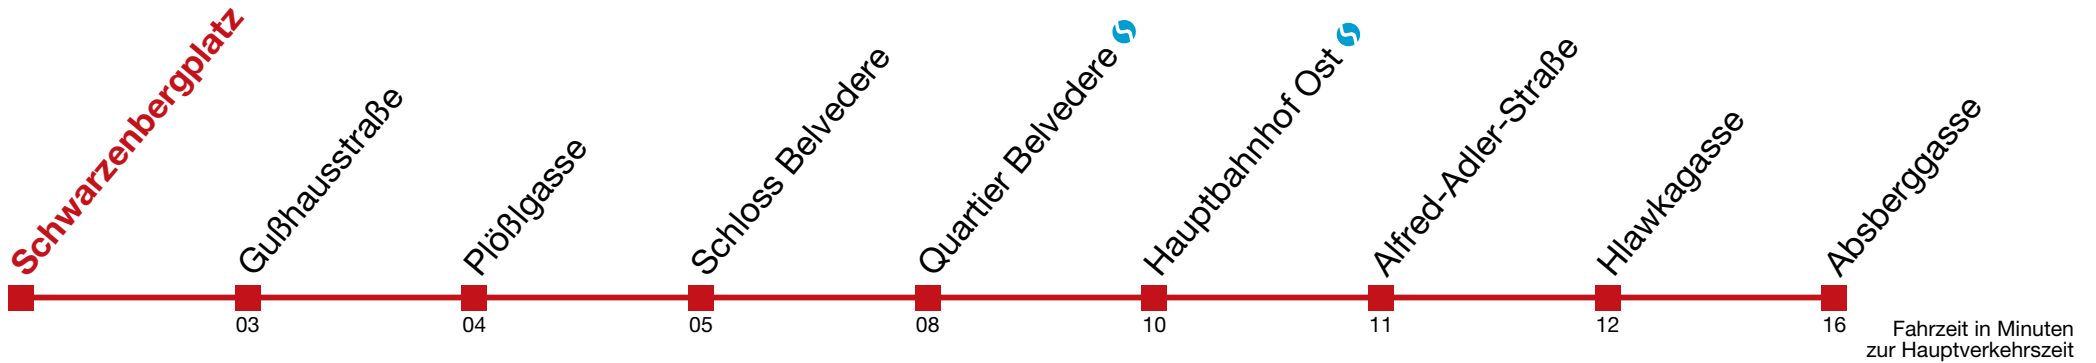 Schwarzenbergplatz
Gußhausstraße
Plößlgasse
Schloss Belvedere
Quartier Belvedere
Hauptbahnhof Ost
Alfred-Adler-Straße
Hlawkagasse
Absberggasse
03
04
05
08
10
11
12
16
Fahrzeit in Minuten
zur Hauptverkehrszeit